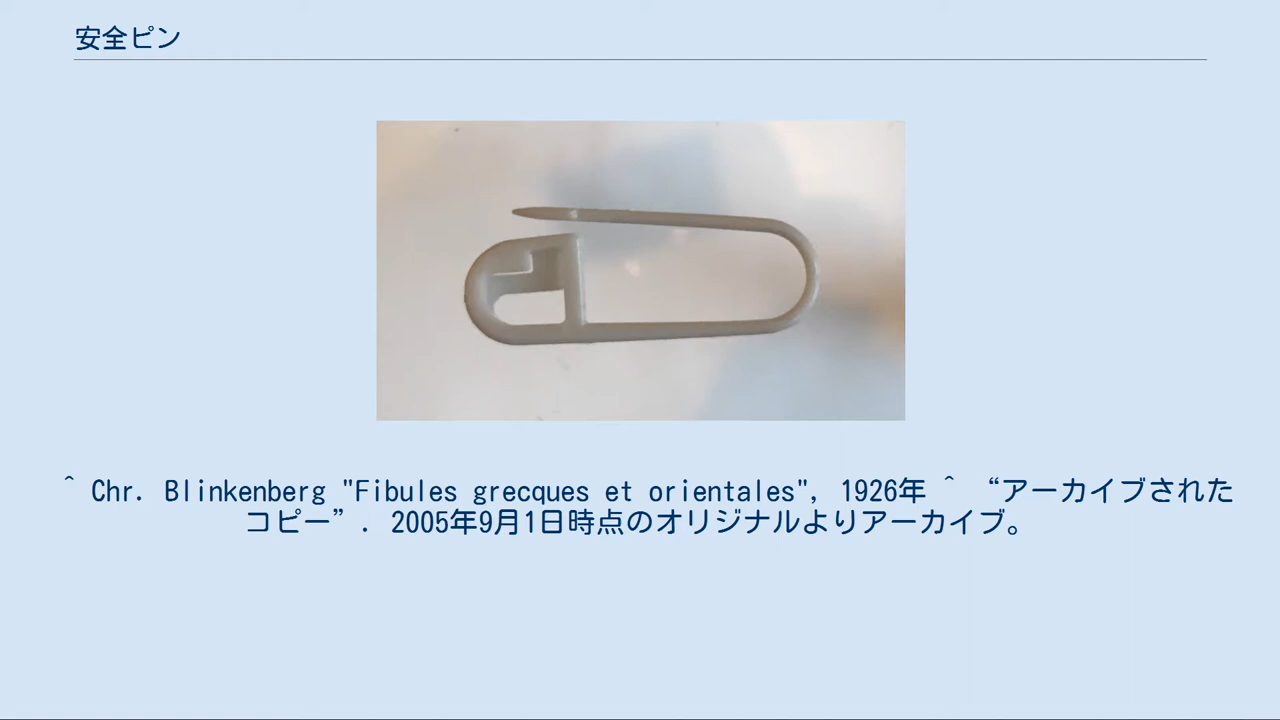 安全ピン
^ Chr. Blinkenberg "Fibules grecques et orientales", 1926年 ^ “アーカイブされた
コピー”. 2005年9月1日時点のオリジナルよりアーカイブ。